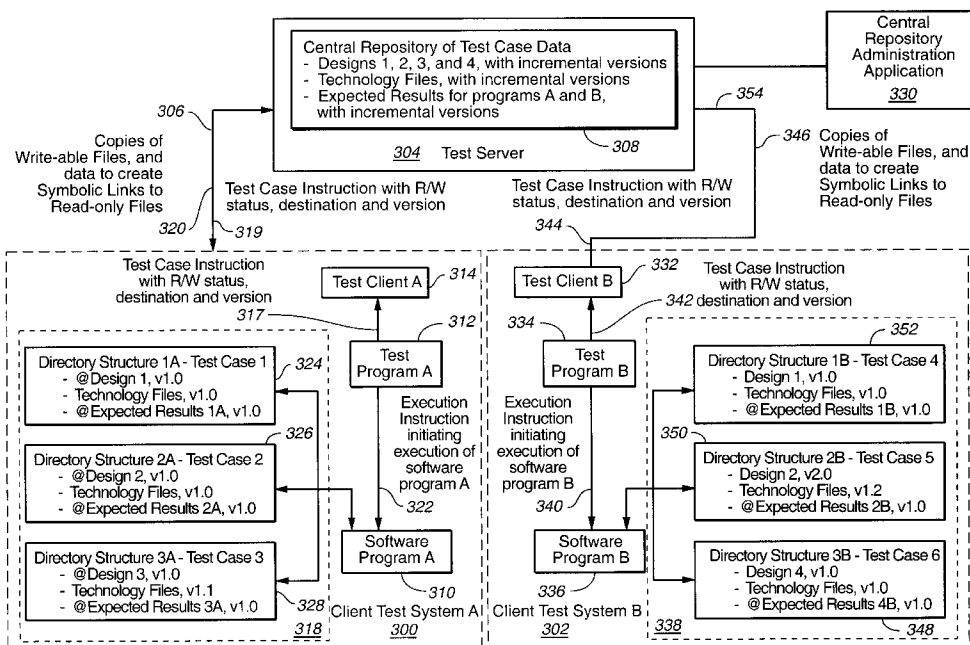 Central Repository of Test Case Data
- Designs 1, 2, 3, and 4, with incremental versions
- Technology Files, with incremental versions
- Expected Results for programs A and B,
with incremental versions
308
304 Test Server
Central
Repository
Administration
Application
330
306
354
346
Copies of
Write-able Files, and
data to create
Symbolic Links to
Read-only Files
320
319
Test Case Instruction with R/W
status, destination and version
Test Case Instruction with R/W
status, destination and version
344
Copies of
Write-able Files, and
data to create
Symbolic Links to
Read-only Files
Test Case Instruction
with R/W status,
destination and version
317
Test Client A
314
312
Test
Program A
Directory Structure 1A - Test Case 1
- @Design 1, v1.0
- Technology Files, v1.0
- @Expected Results 1A, v1.0
324
326
Directory Structure 2A - Test Case 2
- @Design 2, v1.0
- Technology Files, v1.0
- @Expected Results 2A, v1.0
Directory Structure 3A - Test Case 3
- @Design 3, v1.0
- Technology Files, v1.1
- @Expected Results 3A, v1.0
328
318
Execution
Instruction
initiating
execution of
software
program A
322
Software
Program A
310
Client Test System A
300
Test Client B
332
Test Case Instruction
with R/W status,
destination and version
342
334
Test
Program B
Execution
Instruction
initiating
execution of
software
program B
340
Software
Program B
336
Client Test System B
302
352
Directory Structure 1B - Test Case 4
- Design 1, v1.0
- Technology Files, v1.0
- @Expected Results 1B, v1.0
350
Directory Structure 2B - Test Case 5
- Design 2, v2.0
- Technology Files, v1.2
- @Expected Results 2B, v1.0
Directory Structure 3B - Test Case 6
- Design 4, v1.0
- Technology Files, v1.0
- @Expected Results 4B, v1.0
338
348